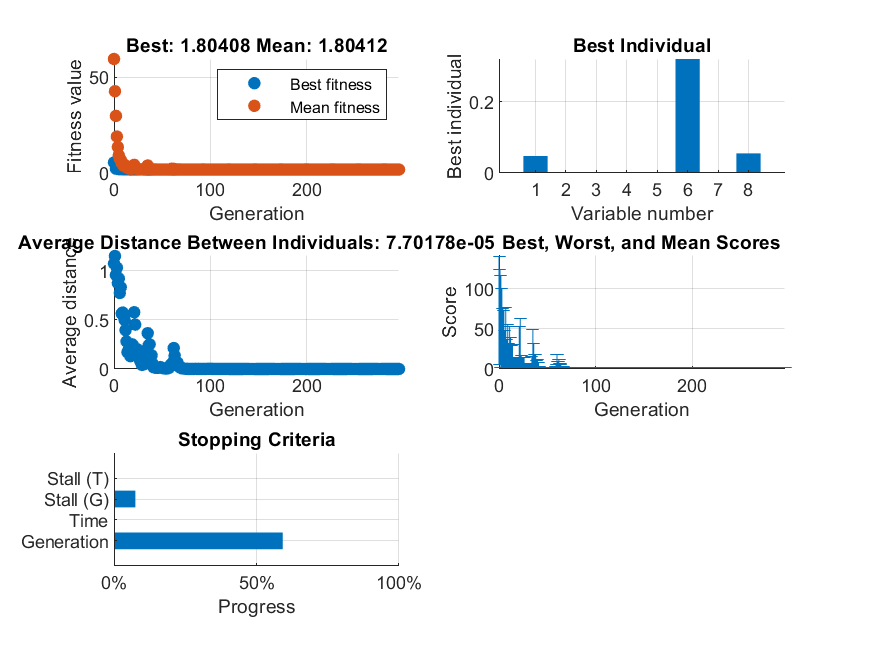 Best: 1.80408 Mean: 1.80412
Fitness value
50
0
Best fitness
Mean fitness
0 100 200
Generation
Best Individual
Best individual
0.2
0
1 2 3 4 5 6 7 8
Variable number
Average Distance Between Individuals: 7.70178e-05
Average distance
1
0.5
0
0 100 200
Generation
Best, Worst, and Mean Scores
Score
100
50
0
0 100 200
Generation
Stopping Criteria
Stall (T)
Stall (G)
Time
Generation
0% 50% 100%
Progress